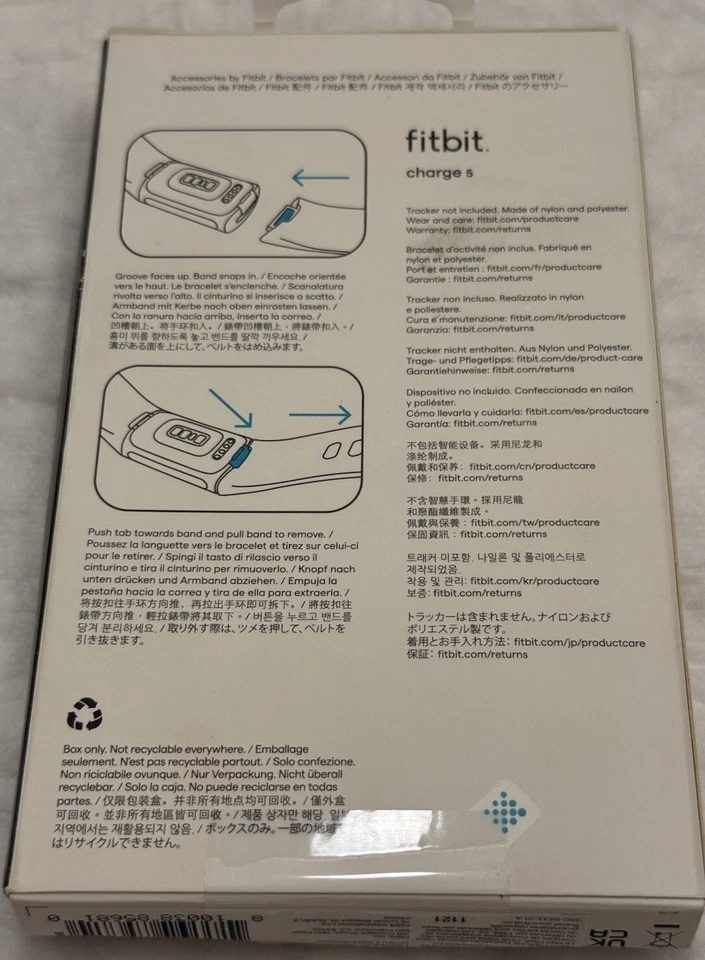 Accessories by Fitbit / Bracelets par Fitbit / Accessori da Fitbit / Zubehör von Fitbit /
Accesorios de Fitbit / Fitbit 配件 / Fitbit 配件 / Fitbit 제작 액세서리 / Fitbit のアクセサリー
Groove faces up. Band snaps in. / Encoche orientée
vers le haut. Le bracelet s'enclenche. / Scanalatura
rivolta verso l'alto. Il cinturino si inserisce a scatto. /
Armband mit Kerbe nach oben einrasten lassen. /
Con la ranura hacia arriba, inserta la correa. /
凹槽朝上。将手环扣入。/ 錶帶凹槽朝上,將錶帶扣入。/
홈이 위를 향하도록 놓고 밴드를 딸깍 끼우세요. /
溝がある面を上にして、ベルトをはめ込みます。
Push tab towards band and pull band to remove. /
Poussez la languette vers le bracelet et tirez sur celui-ci
pour le retirer. / Spingi il tasto di rilascio verso il
cinturino e tira il cinturino per rimuoverlo. / Knopf nach
unten drücken und Armband abziehen. / Empuja la
pestaña hacia la correa y tira de ella para extraerla. /
将按扣往手环方向推,再拉出手环即可拆下。/ 將按扣往
錶帶方向推,輕拉錶帶將其取下。/ 버튼을 누르고 밴드를
당겨 분리하세요. / 取り外す際は、ツメを押して、ベルトを
引き抜きます。
Box only. Not recyclable everywhere. / Emballage
seulement. N'est pas recyclable partout. / Solo confezione.
Non riciclabile ovunque. / Nur Verpackung. Nicht überall
recyclebar. / Solo la caja. No puede reciclarse en todas
partes. / 仅限包装盒。并非所有地点均可回收。/ 僅外盒
可回收。並非所有地區皆可回收。/ 제품 상자만 해당. 일부
지역에서는 재활용되지 않음. / ボックスのみ。一部の地域で
はリサイクルできません。
fitbit.
charge 5
Tracker not included. Made of nylon and polyester.
Wear and care: fitbit.com/productcare
Warranty: fitbit.com/returns
Bracelet d'activité non inclus. Fabriqué en
nylon et polyester.
Port et entretien : fitbit.com/fr/productcare
Garantie : fitbit.com/returns
Tracker non incluso. Realizzato in nylon
e poliestere.
Cura e manutenzione: fitbit.com/it/productcare
Garanzia: fitbit.com/returns
Tracker nicht enthalten. Aus Nylon und Polyester.
Trage- und Pflegetipps: fitbit.com/de/product-care
Garantiehinweise: fitbit.com/returns
Dispositivo no incluido. Confeccionada en nailon
y poliéster.
Cómo llevarla y cuidarla: fitbit.com/es/productcare
Garantía: fitbit.com/returns
不包括智能设备。采用尼龙和
涤纶制成。
佩戴和保养: fitbit.com/cn/productcare
保修: fitbit.com/returns
不含智慧手環。採用尼龍
和聚酯纖維製成。
佩戴與保養:fitbit.com/tw/productcare
保固資訊:fitbit.com/returns
트래커 미포함. 나일론 및 폴리에스터로
제작되었음.
착용 및 관리: fitbit.com/kr/productcare
보증: fitbit.com/returns
トラッカーは含まれません。ナイロンおよび
ポリエステル製です。
着用とお手入れ方法: fitbit.com/jp/productcare
保証: fitbit.com/returns
8 10038 85681 0
1121